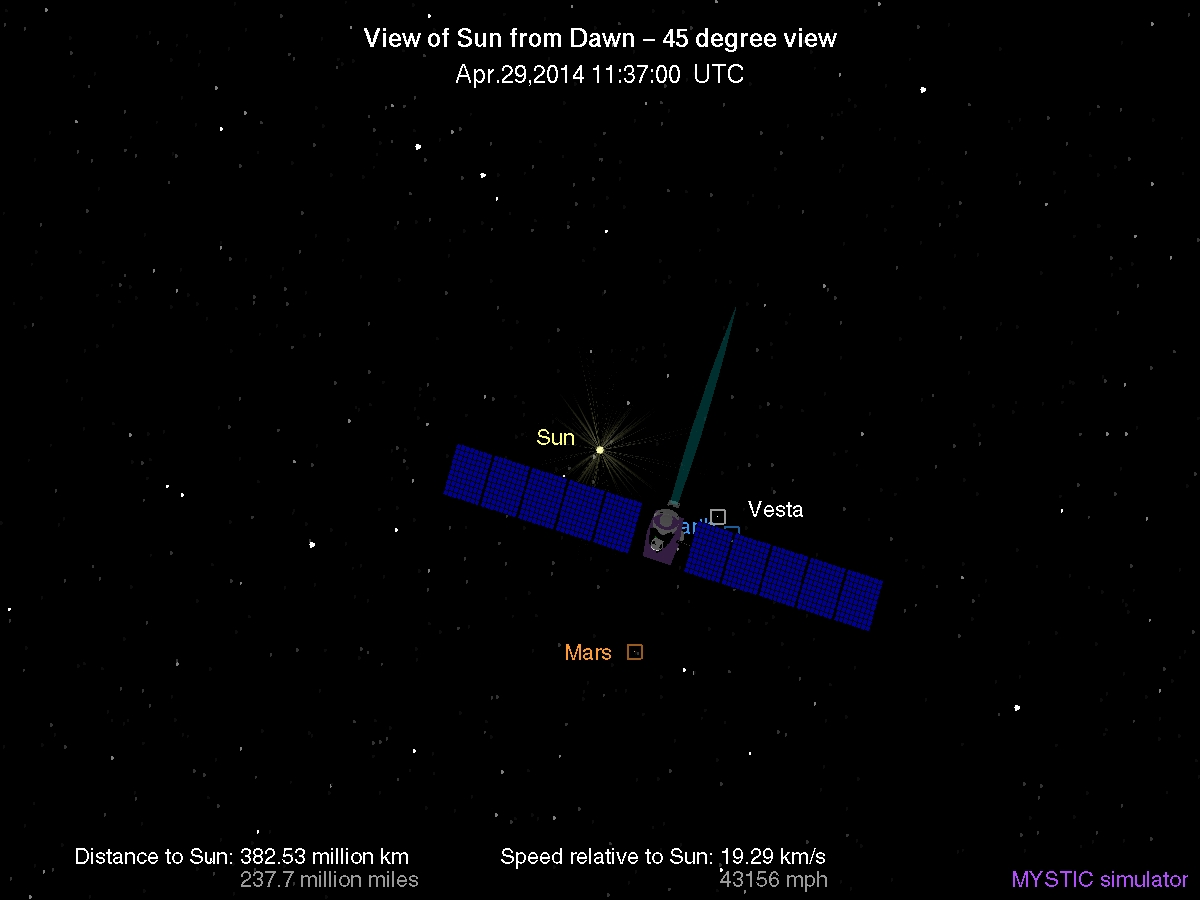 View of Sun from Dawn – 45 degree view
Apr.29,2014 11:37:00 UTC
Sun
Vesta
Mars
Distance to Sun: 382.53 million km
237.7 million miles
Speed relative to Sun: 19.29 km/s
43156 mph
MYSTIC simulator